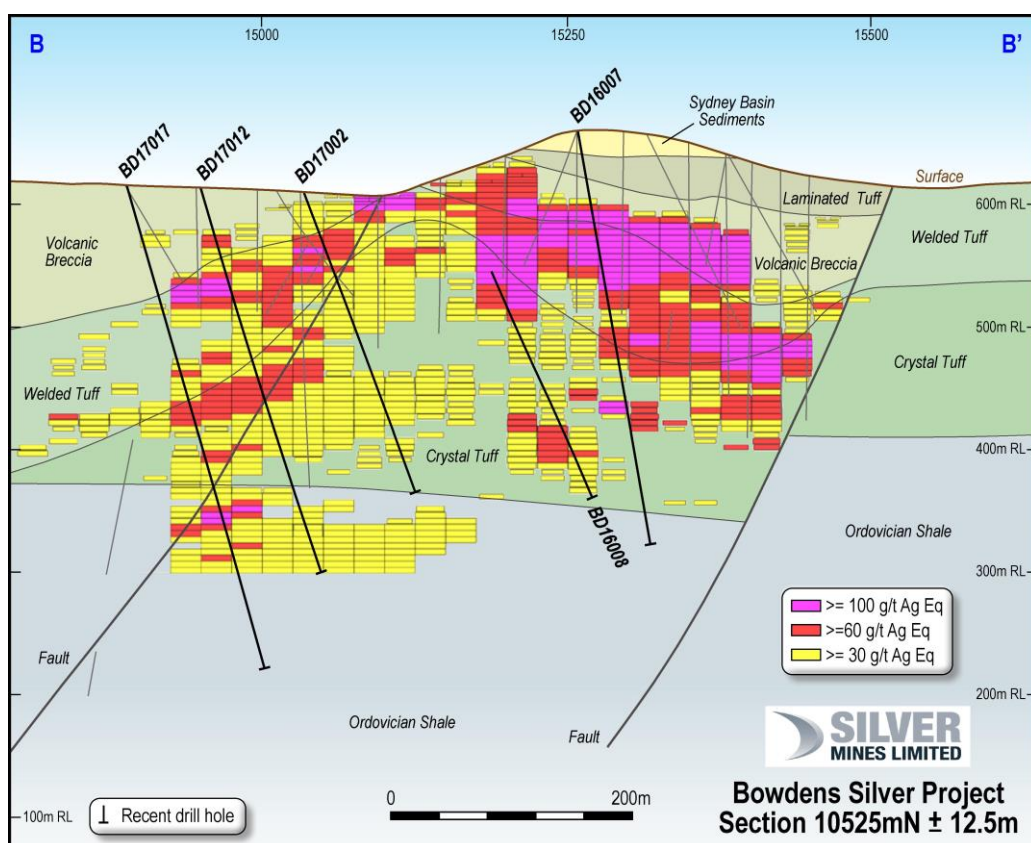 15000
15250
15500
B
B’
BD17017
BD17012
BD17002
BD16007
Sydney Basin
Sediments
Surface
600m RL
Laminated Tuff
Welded Tuff
Volcanic
Breccia
Volcanic Breccia
500m RL
Crystal Tuff
Welded Tuff
Crystal Tuff
400m RL
BD16008
Ordovician Shale
300m RL
>= 100 g/t Ag Eq
>=60 g/t Ag Eq
>= 30 g/t Ag Eq
Fault
200m RL
Ordovician Shale
Fault
SILVER
MINES LIMITED
0
200m
Bowdens Silver Project
Section 10525mN ± 12.5m
100m RL
Recent drill hole